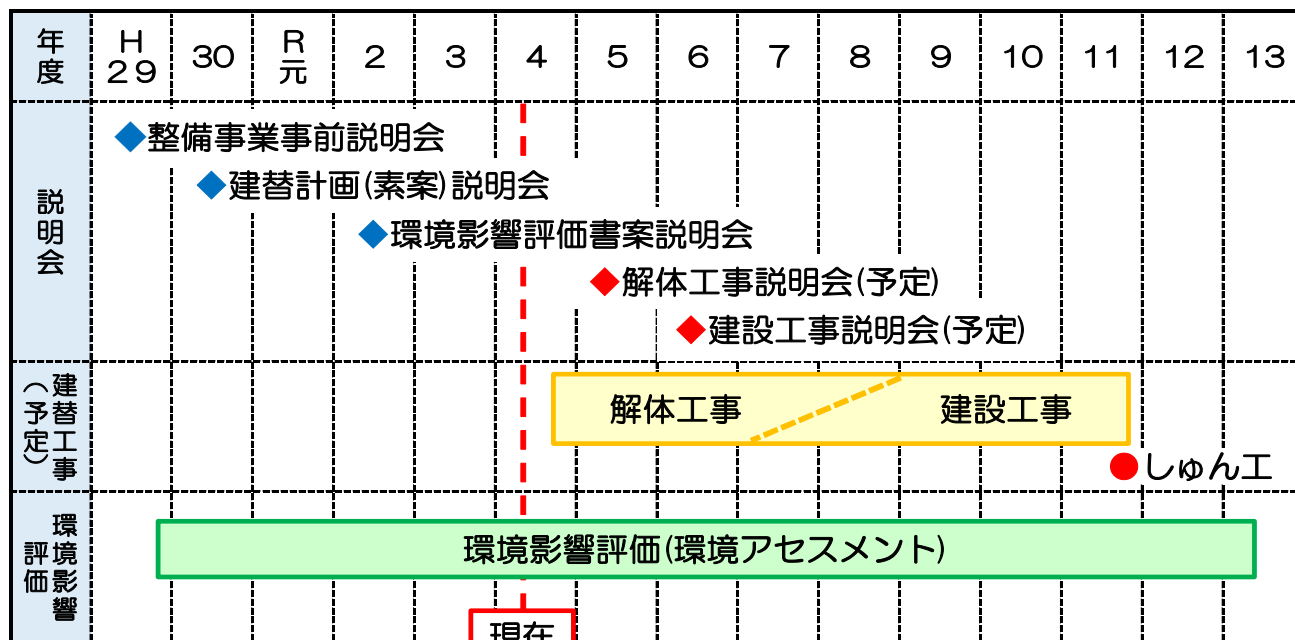 年度 H29 30 R元 2 3 4 5 6 7 8 9 10 11 12 13
説明会
◆整備事業事前説明会
◆建替計画(素案)説明会
◆環境影響評価書案説明会
◆解体工事説明会(予定)
◆建設工事説明会(予定)
建替工事(予定)
解体工事 建設工事
●しゅん工
環境影響評価
環境影響評価(環境アセスメント)
現在